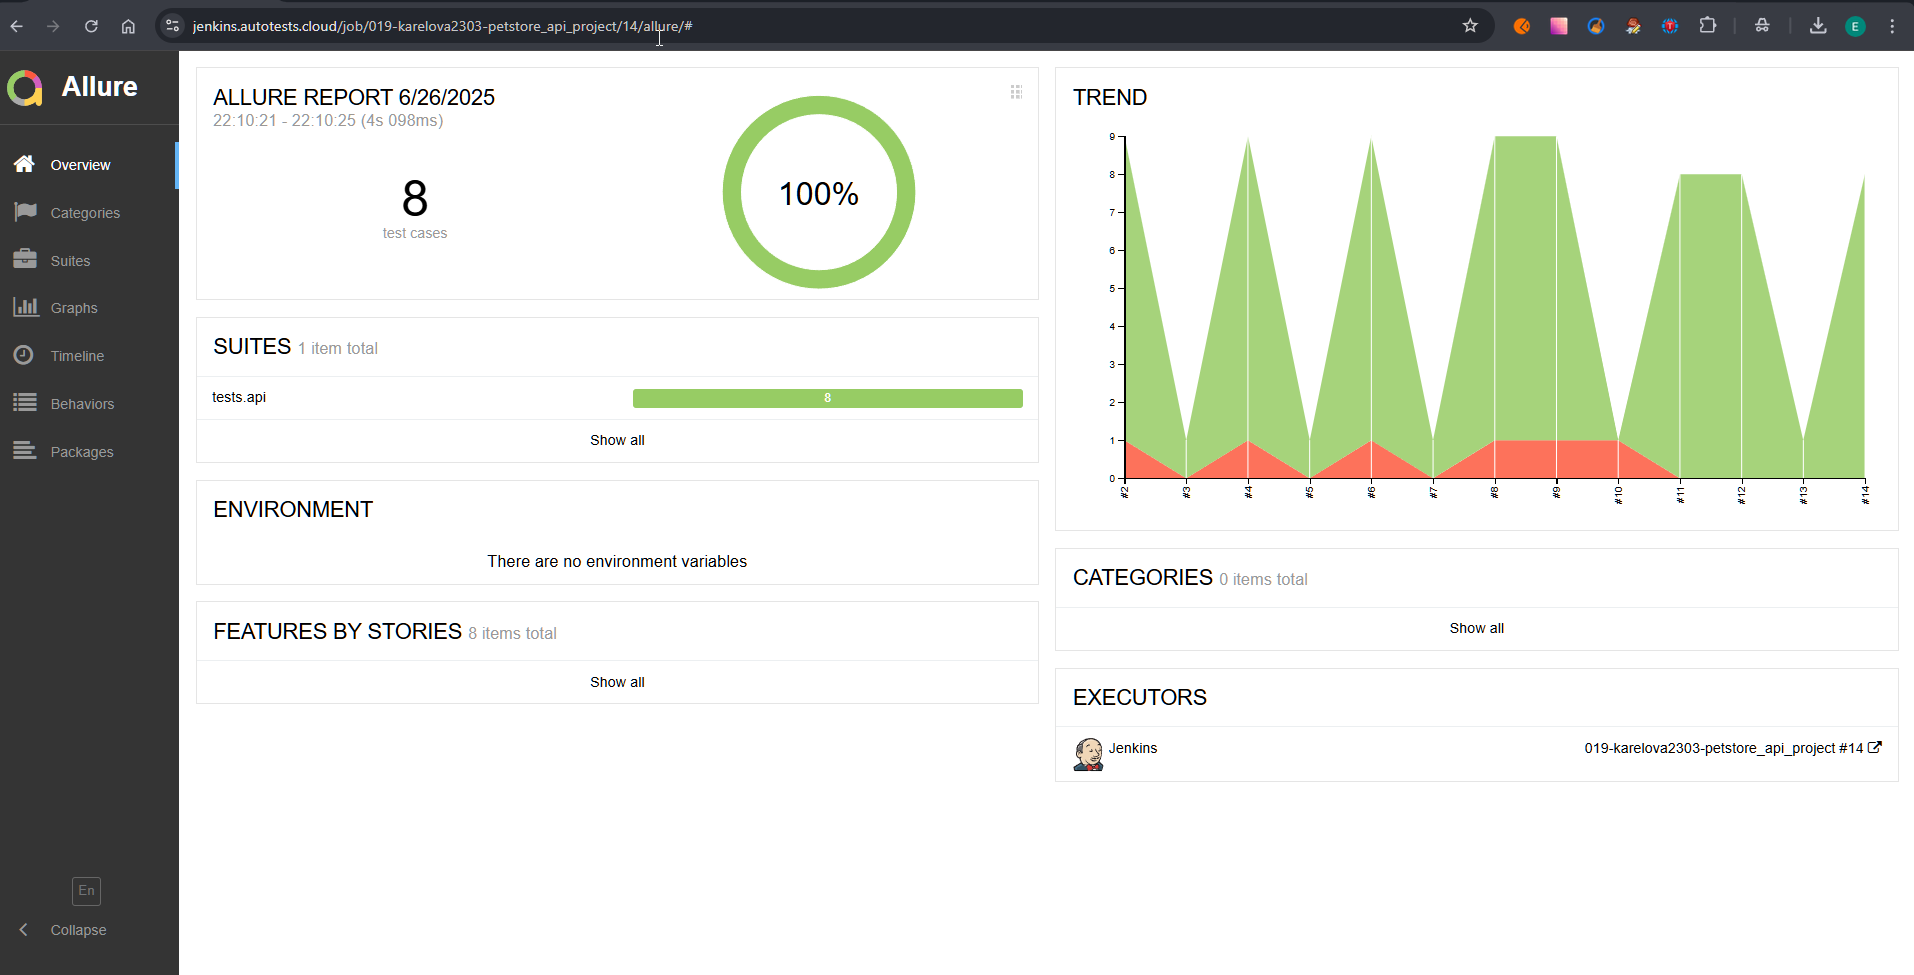 jenkins.autotests.cloud/job/019-karelova2303-petstore_api_project/14/allure/#
E
Allure
Overview
Categories
Suites
Graphs
Timeline
Behaviors
Packages
En
Collapse
ALLURE REPORT 6/26/2025
22:10:21 - 22:10:25 (4s 098ms)
8
test cases
100%
SUITES 1 item total
tests.api
8
Show all
ENVIRONMENT
There are no environment variables
FEATURES BY STORIES 8 items total
Show all
TREND
9
8
7
6
5
4
3
2
1
0
#2
#3
#4
#5
#6
#7
#8
#9
#10
#11
#12
#13
#14
CATEGORIES 0 items total
Show all
EXECUTORS
Jenkins
019-karelova2303-petstore_api_project #14